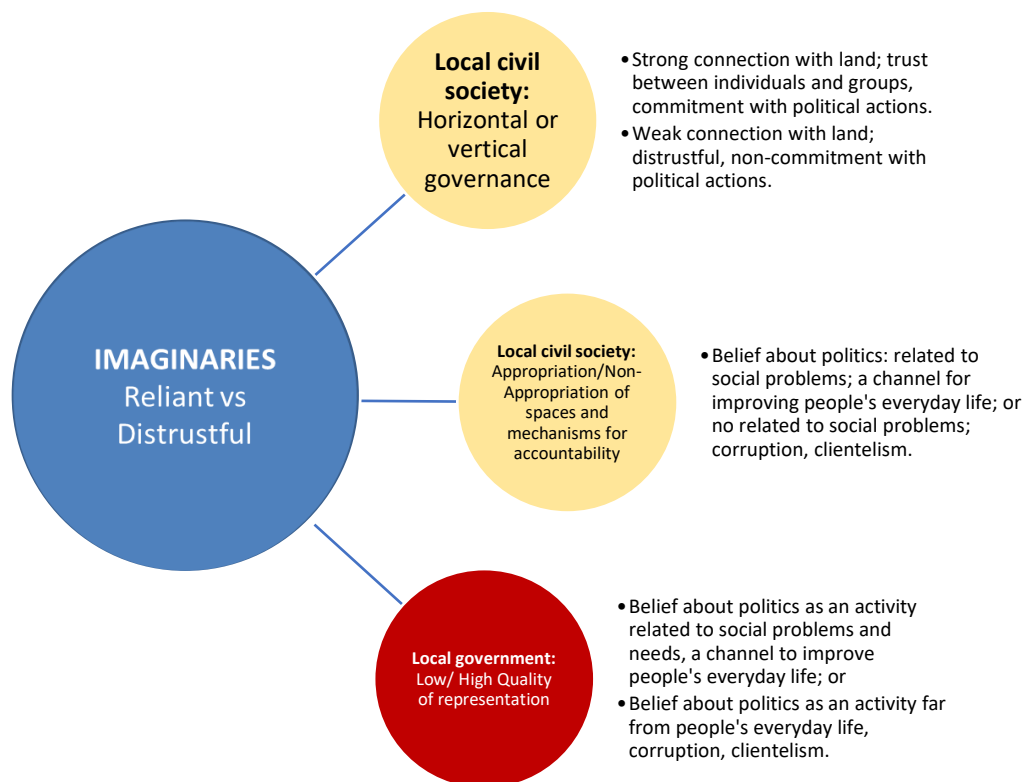 IMAGINARIES
Reliant vs
Distrustful
Local civil
society:
Horizontal or
vertical
governance
•Strong connection with land; trust
between individuals and groups,
commitment with political actions.
•Weak connection with land;
distrustful, non-commitment with
political actions.
Local civil society:
Appropriation/Non-
Appropriation of
spaces and
mechanisms for
accountability
•Belief about politics: related to
social problems; a channel for
improving people's everyday life; or
no related to social problems;
corruption, clientelism.
Local government:
Low/ High Quality
of representation
•Belief about politics as an activity
related to social problems and
needs, a channel to improve
people's everyday life; or
•Belief about politics as an activity far
from people's everyday life,
corruption, clientelism.